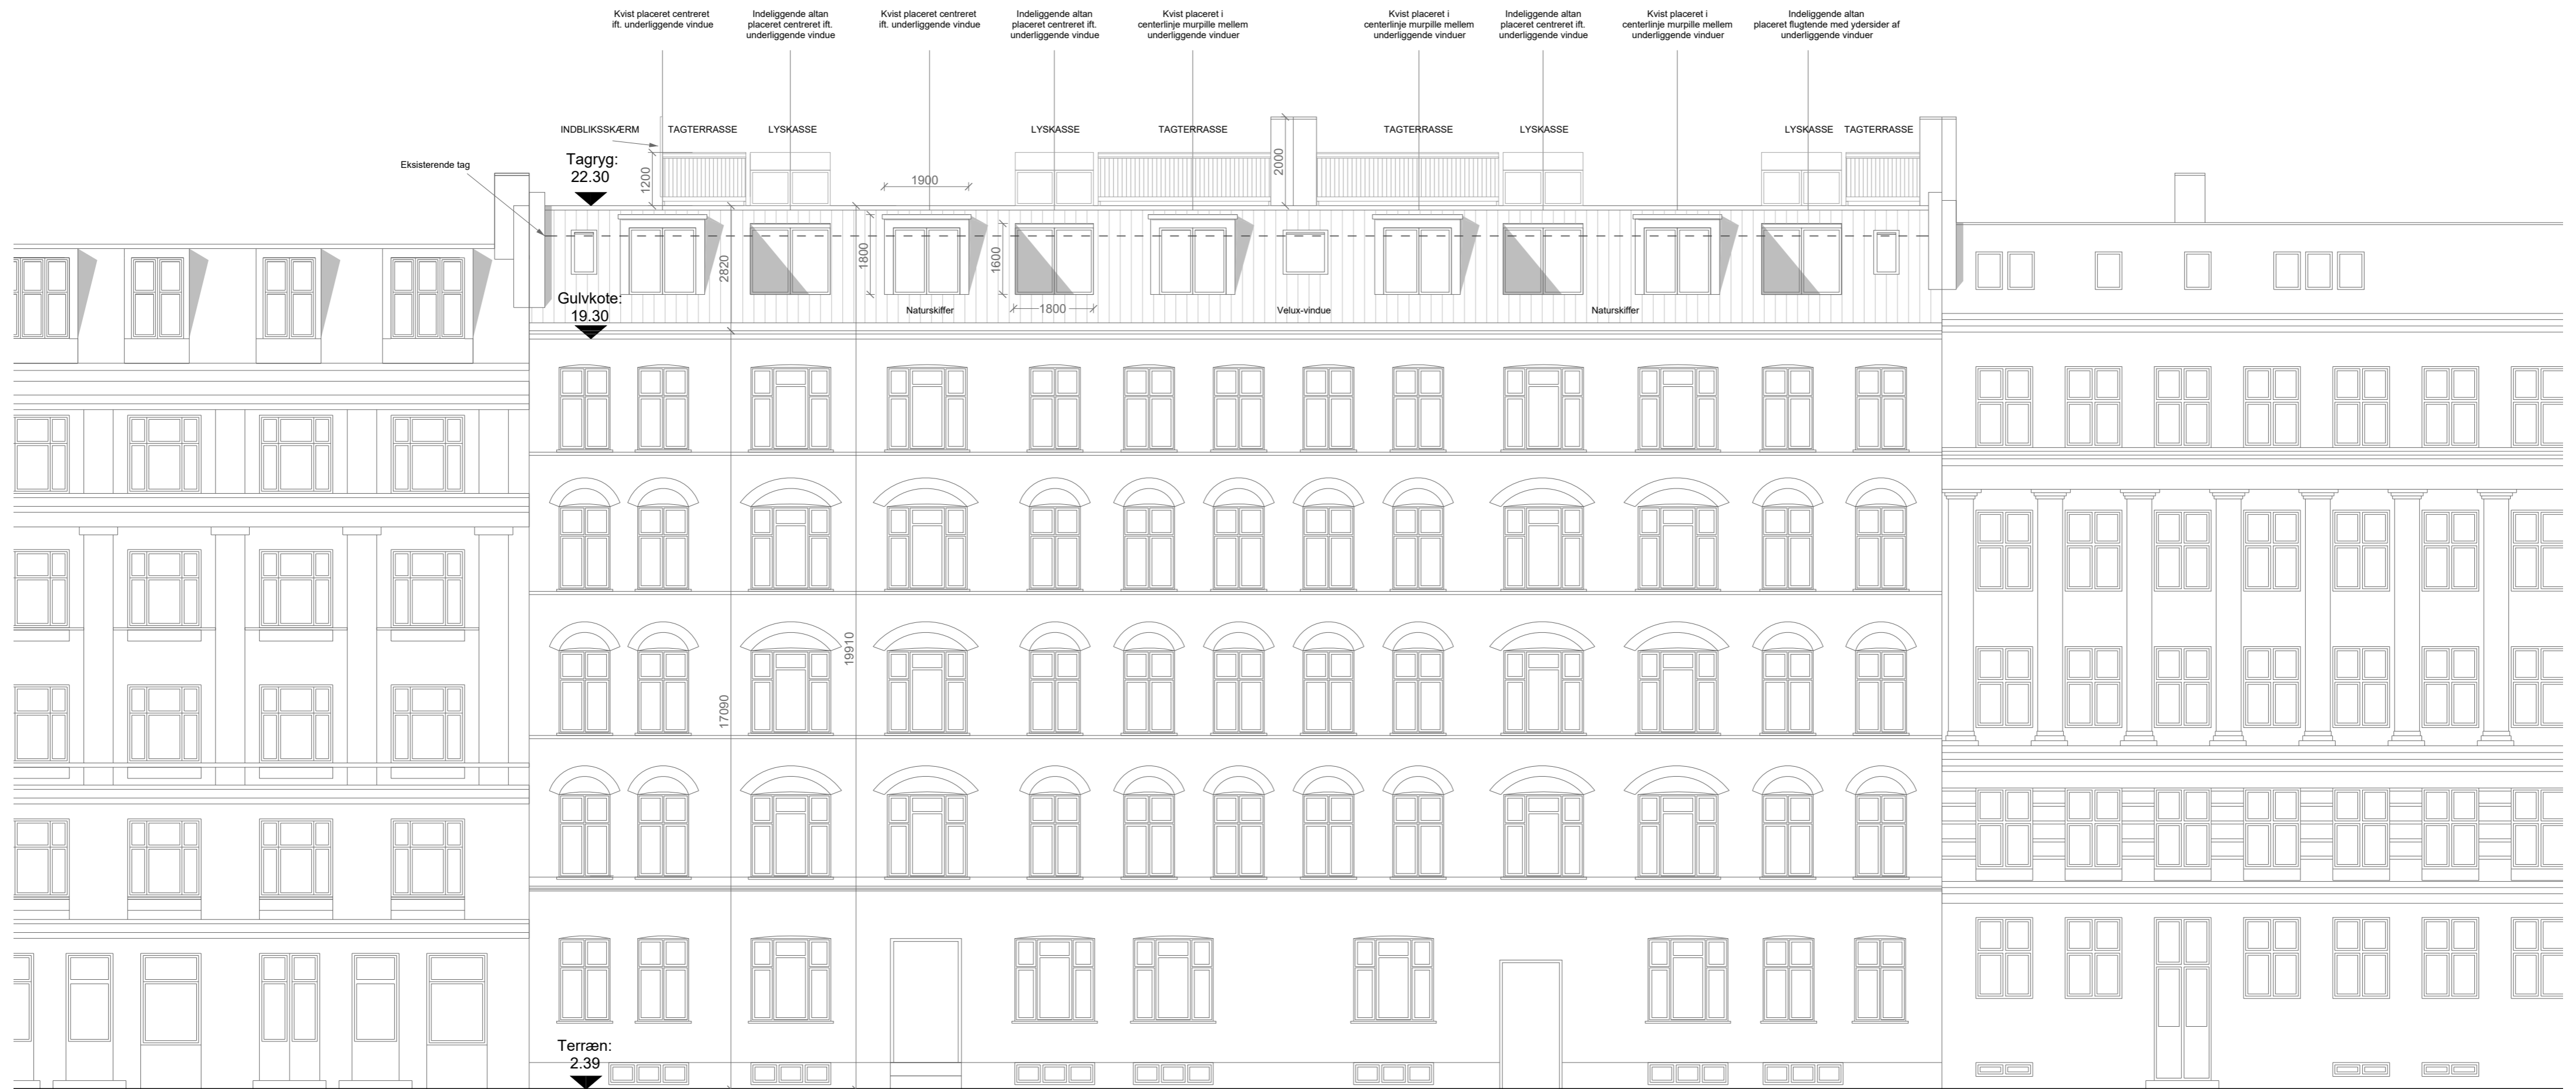 Kvist placeret centreret
ift. underliggende vindue
Indeliggende altan
placeret centreret ift.
underliggende vindue
Kvist placeret centreret
ift. underliggende vindue
Indeliggende altan
placeret centreret ift.
underliggende vindue
Kvist placeret i
centerlinje murpille mellem
underliggende vinduer
Kvist placeret i
centerlinje murpille mellem
underliggende vinduer
Indeliggende altan
placeret centreret ift.
underliggende vindue
Kvist placeret i
centerlinje murpille mellem
underliggende vinduer
Indeliggende altan
placeret flugtende med ydersider af
underliggende vinduer
INDBLIKSSKÆRM
TAGTERRASSE
LYSKASSE
LYSKASSE
TAGTERRASSE
TAGTERRASSE
LYSKASSE
LYSKASSE
TAGTERRASSE
Eksisterende tag
Tagryg:
22.30
1200
1900
2000
2820
1800
1600
Gulvkote:
19.30
1800
Naturskiffer
Velux-vindue
Naturskiffer
19910
17090
Terræn:
2.39